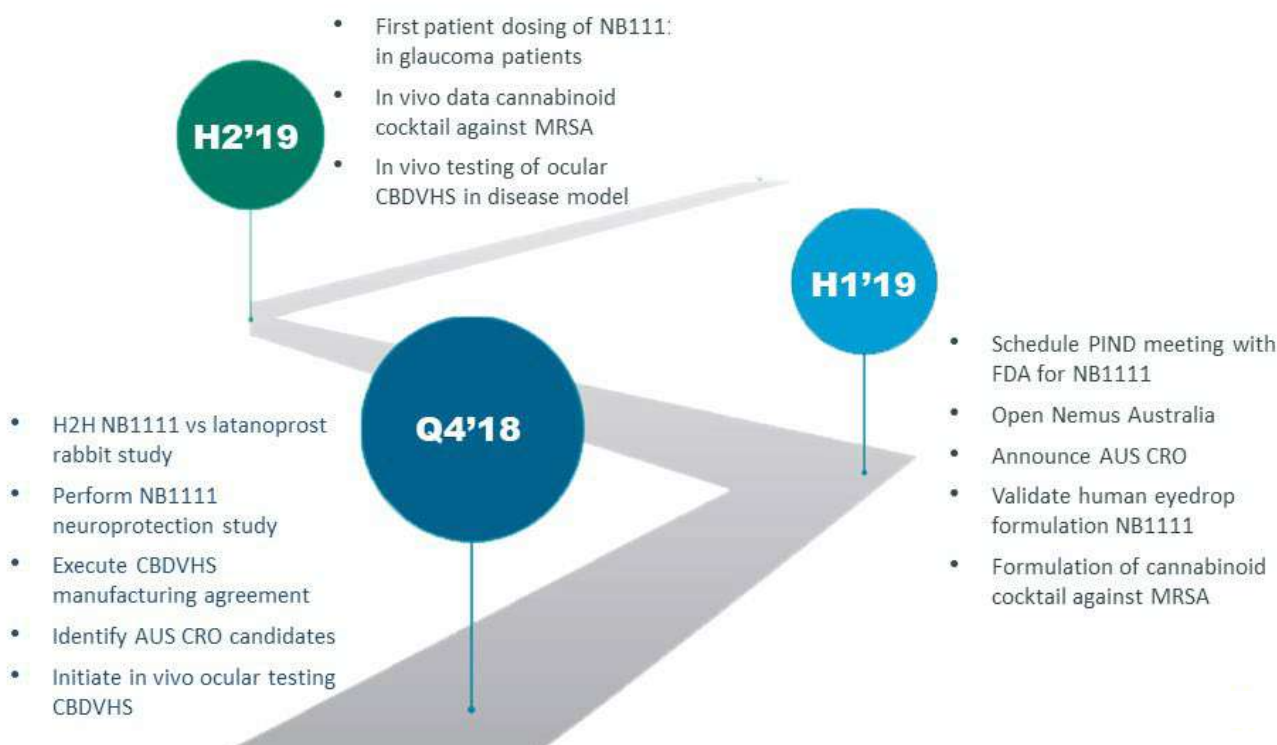 H2’19
• First patient dosing of NB1111
in glaucoma patients
• In vivo data cannabinoid
cocktail against MRSA
• In vivo testing of ocular
CBDVHS in disease model
H1’19
• Schedule PIND meeting with
FDA for NB1111
• Open Nemus Australia
• Announce AUS CRO
• Validate human eyedrop
formulation NB1111
• Formulation of cannabinoid
cocktail against MRSA
Q4’18
• H2H NB1111 vs latanoprost
rabbit study
• Perform NB1111
neuroprotection study
• Execute CBDVHS
manufacturing agreement
• Identify AUS CRO candidates
• Initiate in vivo ocular testing
CBDVHS